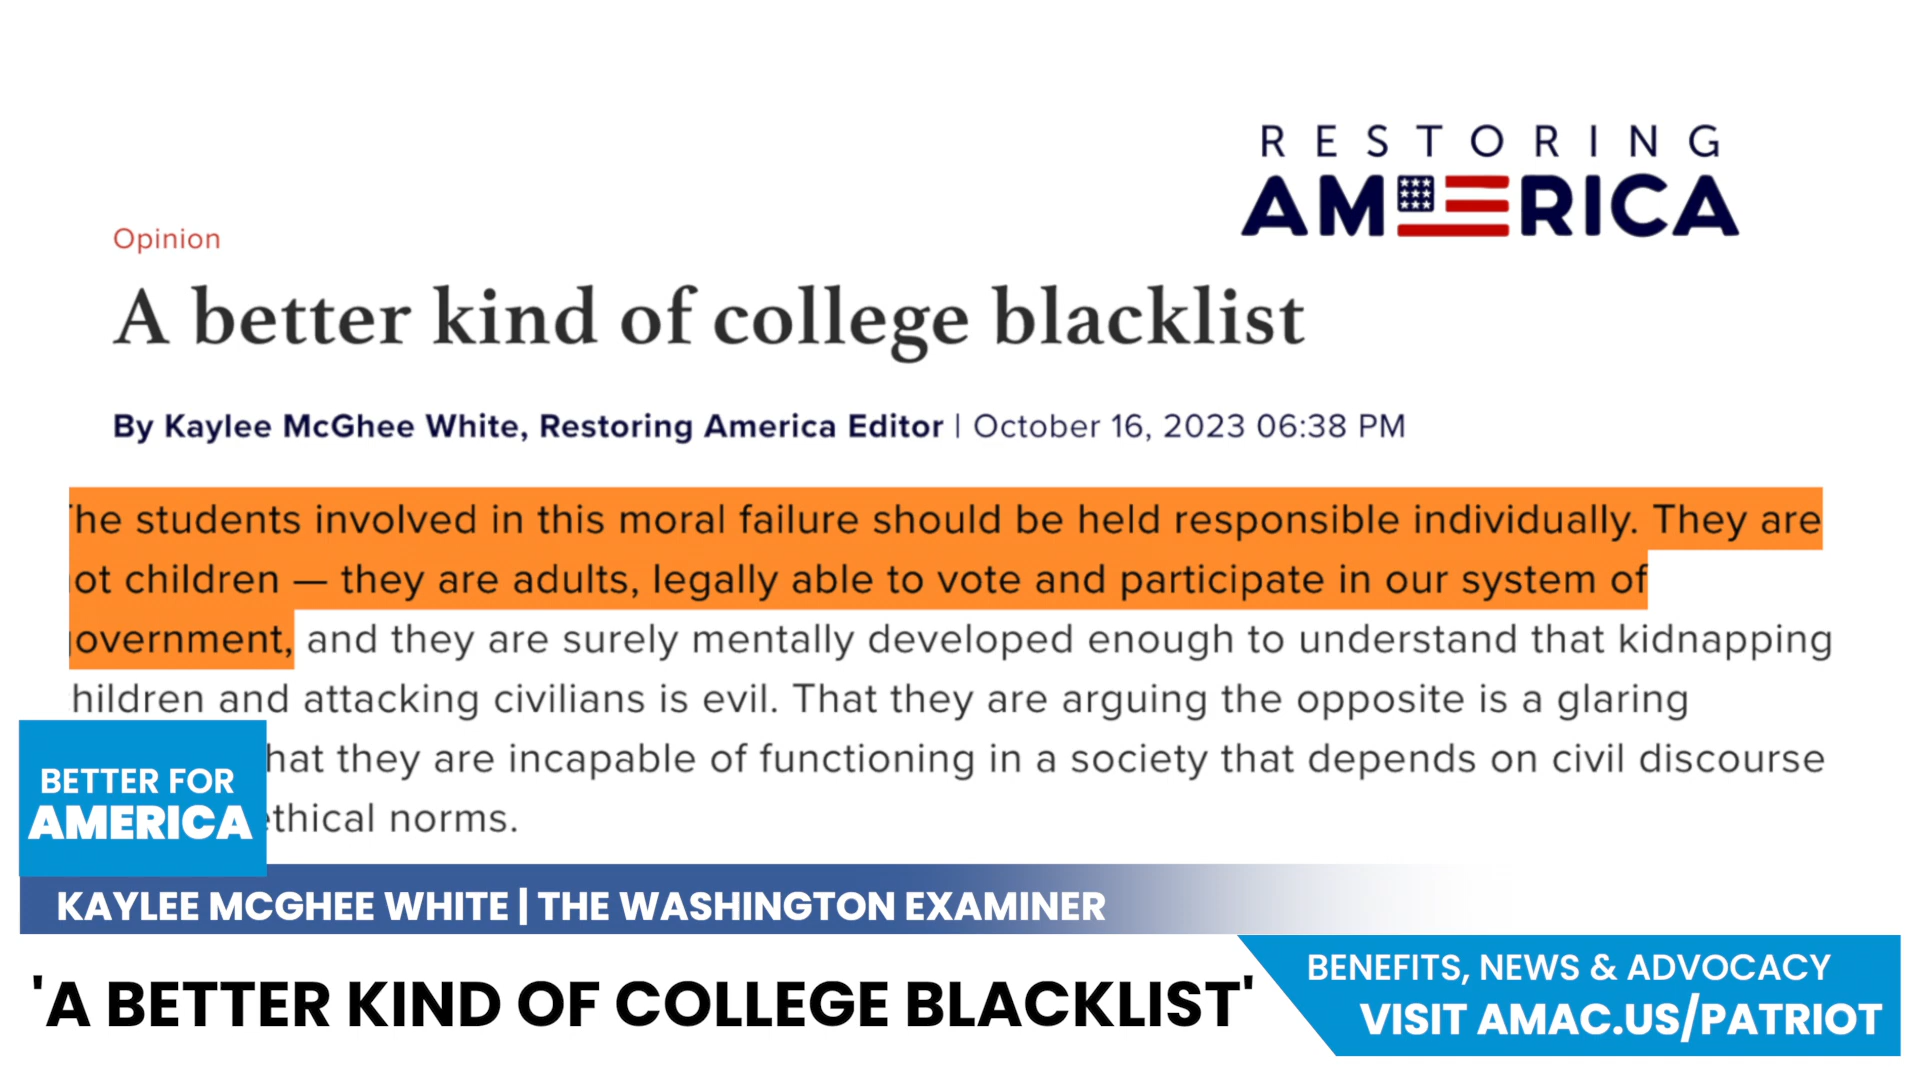 RESTORING
AMERICA
Opinion
A better kind of college blacklist
By Kaylee McGhee White, Restoring America Editor | October 16, 2023 06:38 PM
he students involved in this moral failure should be held responsible individually. They are
ot children — they are adults, legally able to vote and participate in our system of
overnment, and they are surely mentally developed enough to understand that kidnapping
hildren and attacking civilians is evil. That they are arguing the opposite is a glaring
hat they are incapable of functioning in a society that depends on civil discourse
ethical norms.
BETTER FOR
AMERICA
KAYLEE MCGHEE WHITE | THE WASHINGTON EXAMINER
'A BETTER KIND OF COLLEGE BLACKLIST'
BENEFITS, NEWS & ADVOCACY
VISIT AMAC.US/PATRIOT